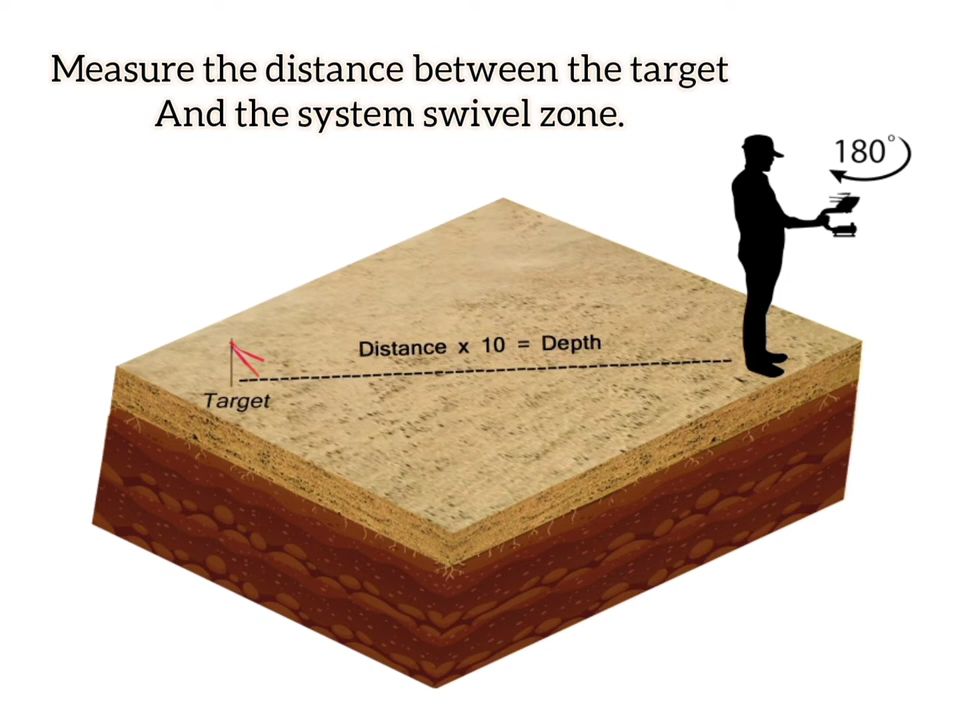 Measure the distance between the target
And the system swivel zone.
180°
Distance x 10 = Depth
Target